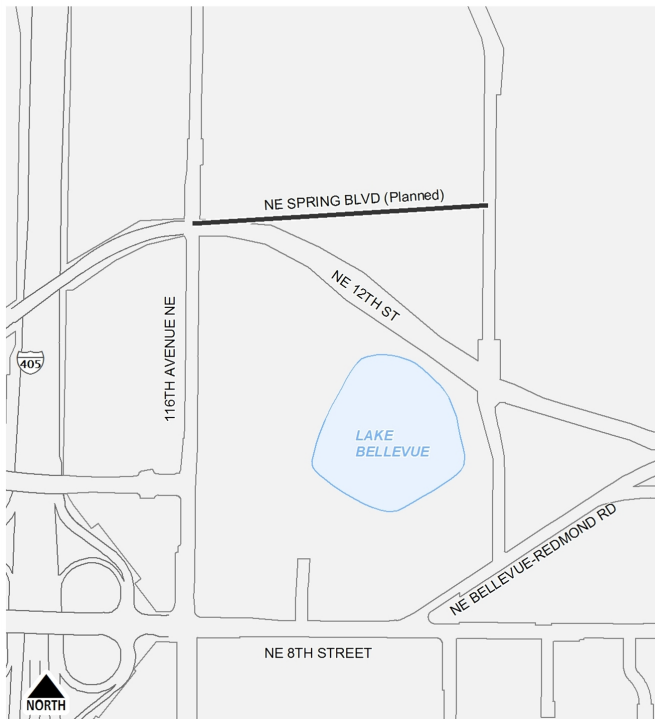 NE SPRING BLVD (Planned)
NE 12TH ST
116TH AVENUE NE
405
LAKE
BELLEVUE
NE BELLEVUE-REDMOND RD
NE 8TH STREET
NORTH